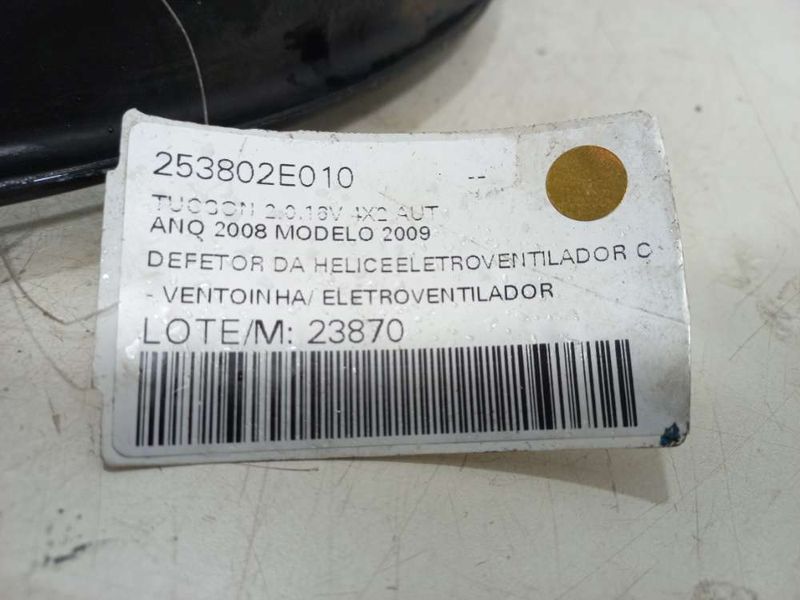 253802E010 --
TUCSON 2.0.16V 4X2 AUT
ANO 2008 MODELO 2009
DEFETOR DA HELICEELETROVENTILADOR C
- VENTOINHA/ ELETROVENTILADOR
LOTE/M: 23870